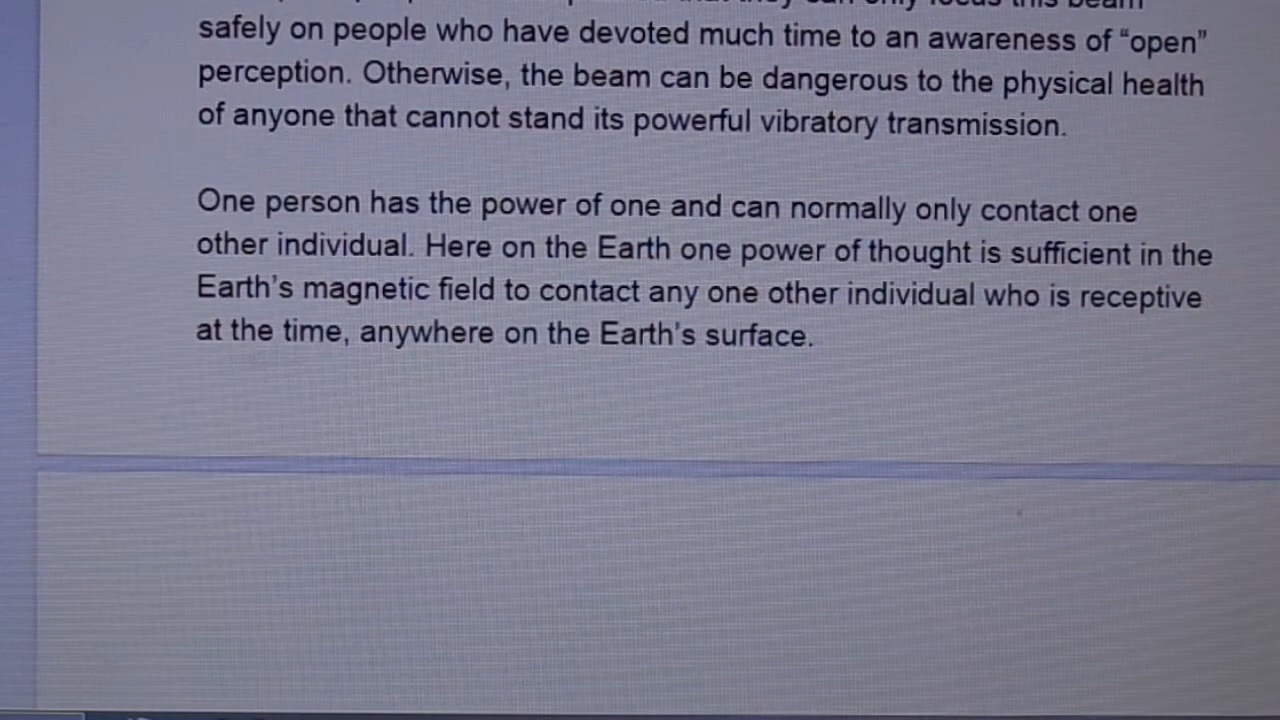 safely on people who have devoted much time to an awareness of “open”
perception. Otherwise, the beam can be dangerous to the physical health
of anyone that cannot stand its powerful vibratory transmission.
One person has the power of one and can normally only contact one
other individual. Here on the Earth one power of thought is sufficient in the
Earth's magnetic field to contact any one other individual who is receptive
at the time, anywhere on the Earth's surface.